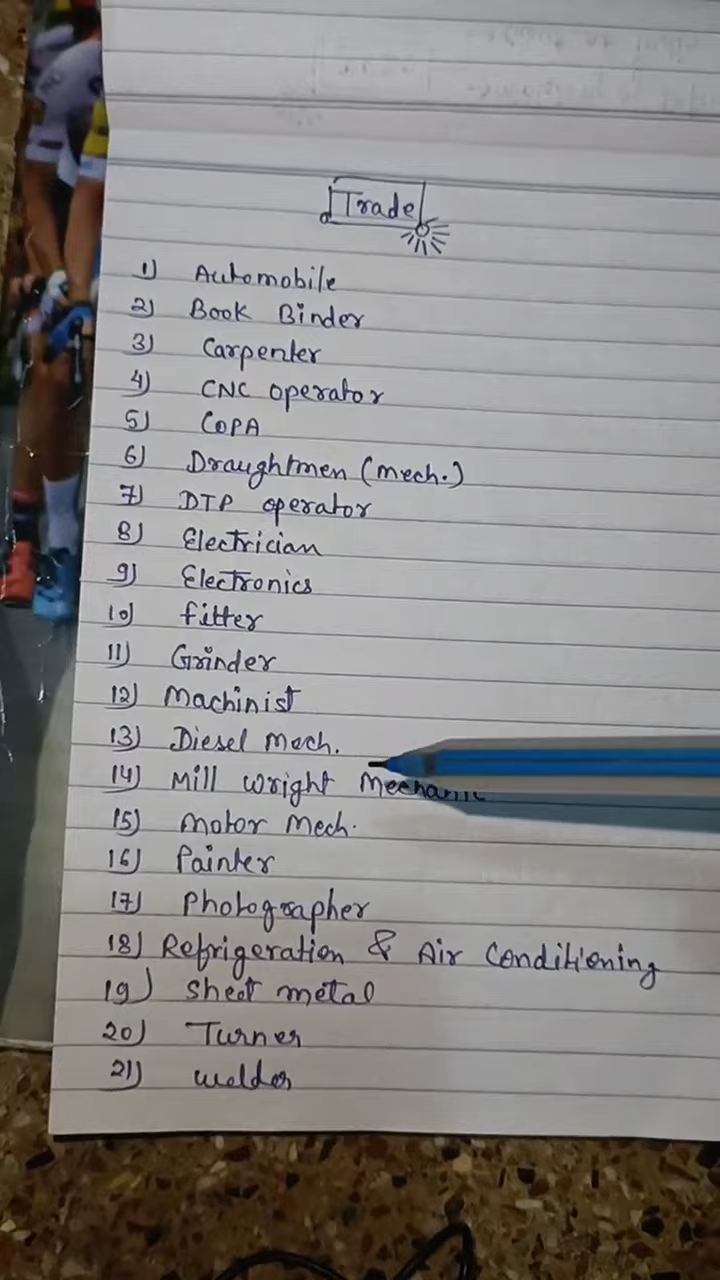 Trade
1) Automobile
2) Book Binder
3) Carpenter
4) CNC operator
5) COPA
6) Draughtmen (mech.)
7) DTP operator
8) Electrician
9) Electronics
10) fitter
11) Grinder
12) Machinist
13) Diesel Mech.
14) Mill wright Mechanic
15) Motor Mech.
16) Painter
17) Photographer
18) Refrigeration & Air Conditioning
19) Sheet metal
20) Turner
21) Welder